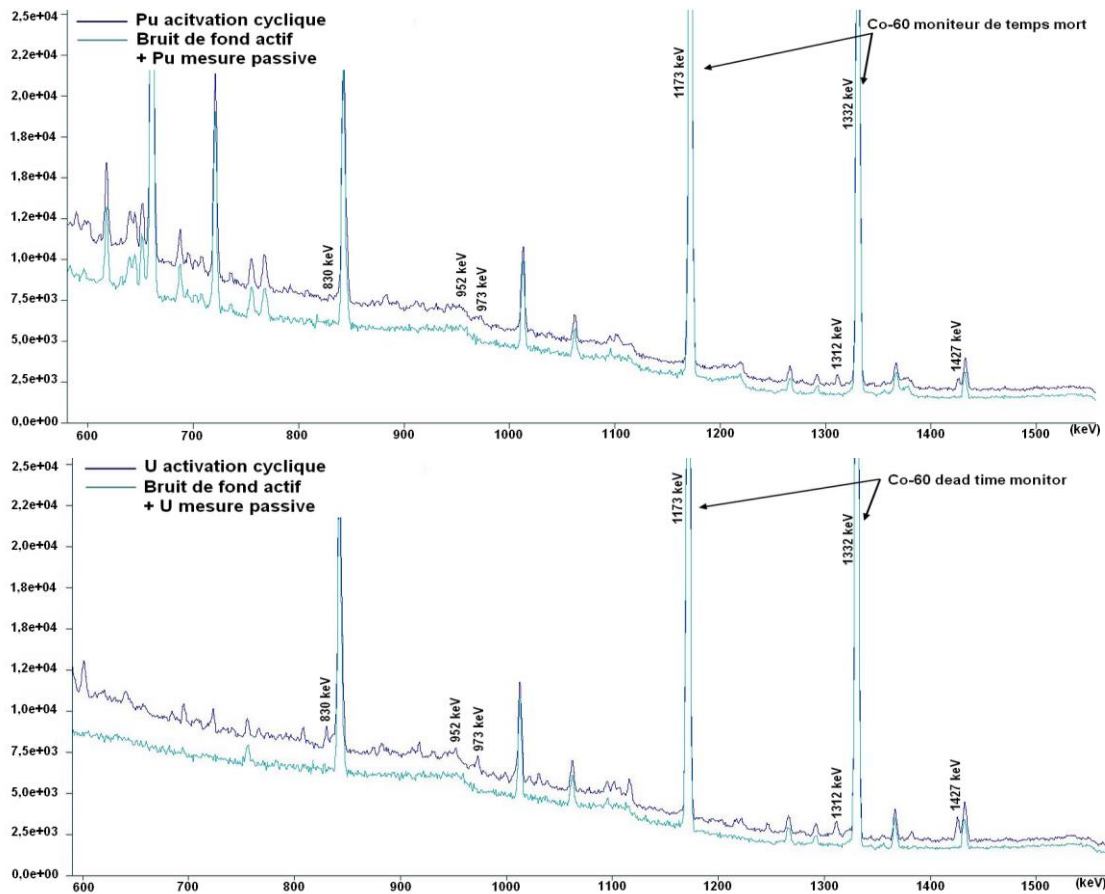 Pu acitvation cyclique
Bruit de fond actif
+ Pu mesure passive
Co-60 moniteur de temps mort
2,5e+04
2,2e+04
2,0e+04
1,8e+04
1,8e+04
1,2e+04
1,0e+04
7,5e+03
5,0e+03
2,5e+03
0,0e+00
830 keV
952 keV
973 keV
1173 keV
1312 keV
1332 keV
1427 keV
600
700
800
900
1000
1100
1200
1300
1400
1500
(keV)
U activation cyclique
Bruit de fond actif
+ U mesure passive
Co-60 dead time monitor
2,5e+04
2,2e+04
2,0e+04
1,8e+04
1,8e+04
1,2e+04
1,0e+04
7,5e+03
5,0e+03
2,5e+03
0,0e+00
830 keV
952 keV
973 keV
1173 keV
1312 keV
1332 keV
1427 keV
600
700
800
900
1000
1100
1200
1300
1400
1500
(keV)